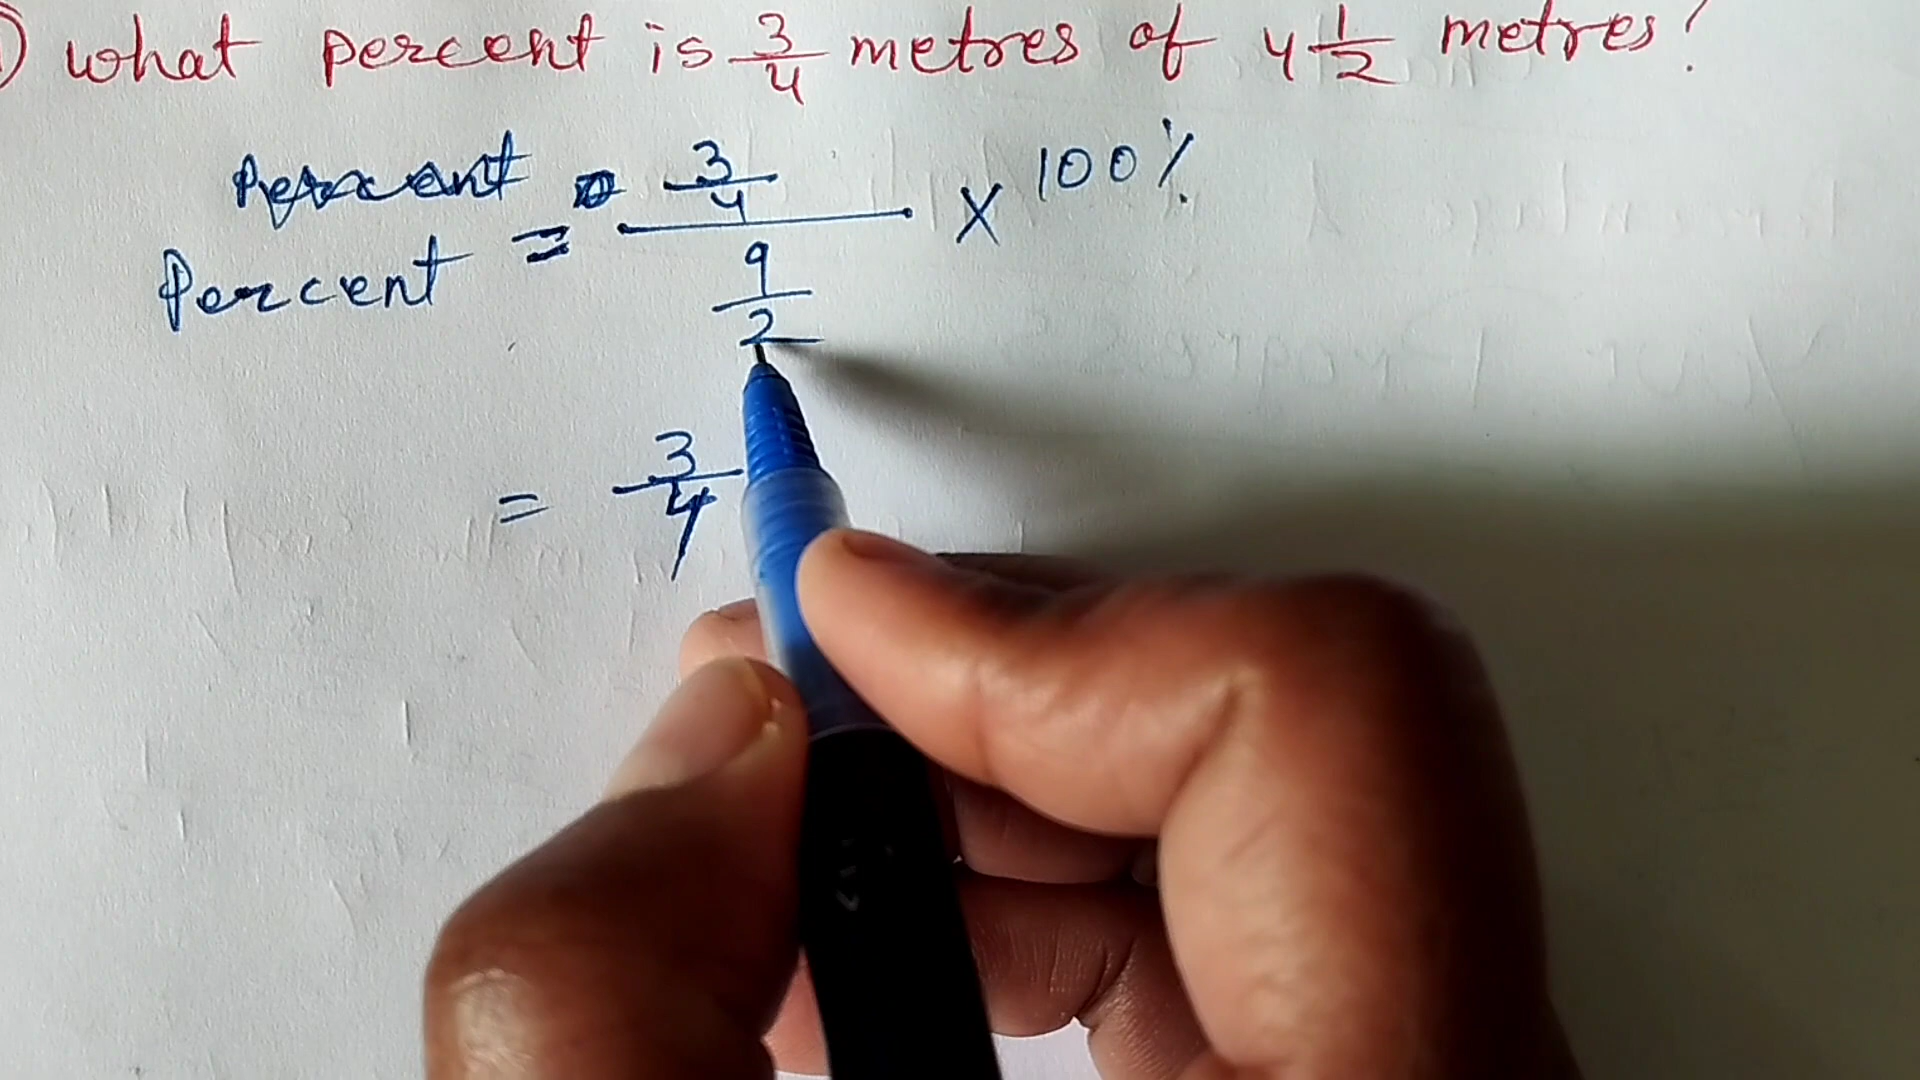 ) what percent is 3/4 metres of 4 1/2 metres?
Percent
Percent = 3/4 / 9/2 × 100%
= 3/4